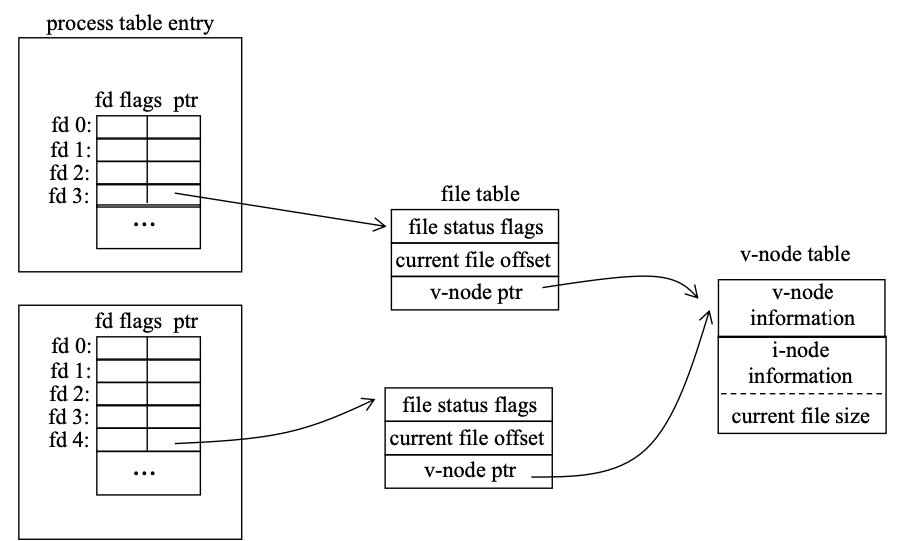 process table entry
fd flags ptr
fd 0:
fd 1:
fd 2:
fd 3:
...
file table
file status flags
current file offset
v-node ptr
v-node table
v-node
information
i-node
information
current file size
fd flags ptr
fd 0:
fd 1:
fd 2:
fd 3:
fd 4:
...
file status flags
current file offset
v-node ptr